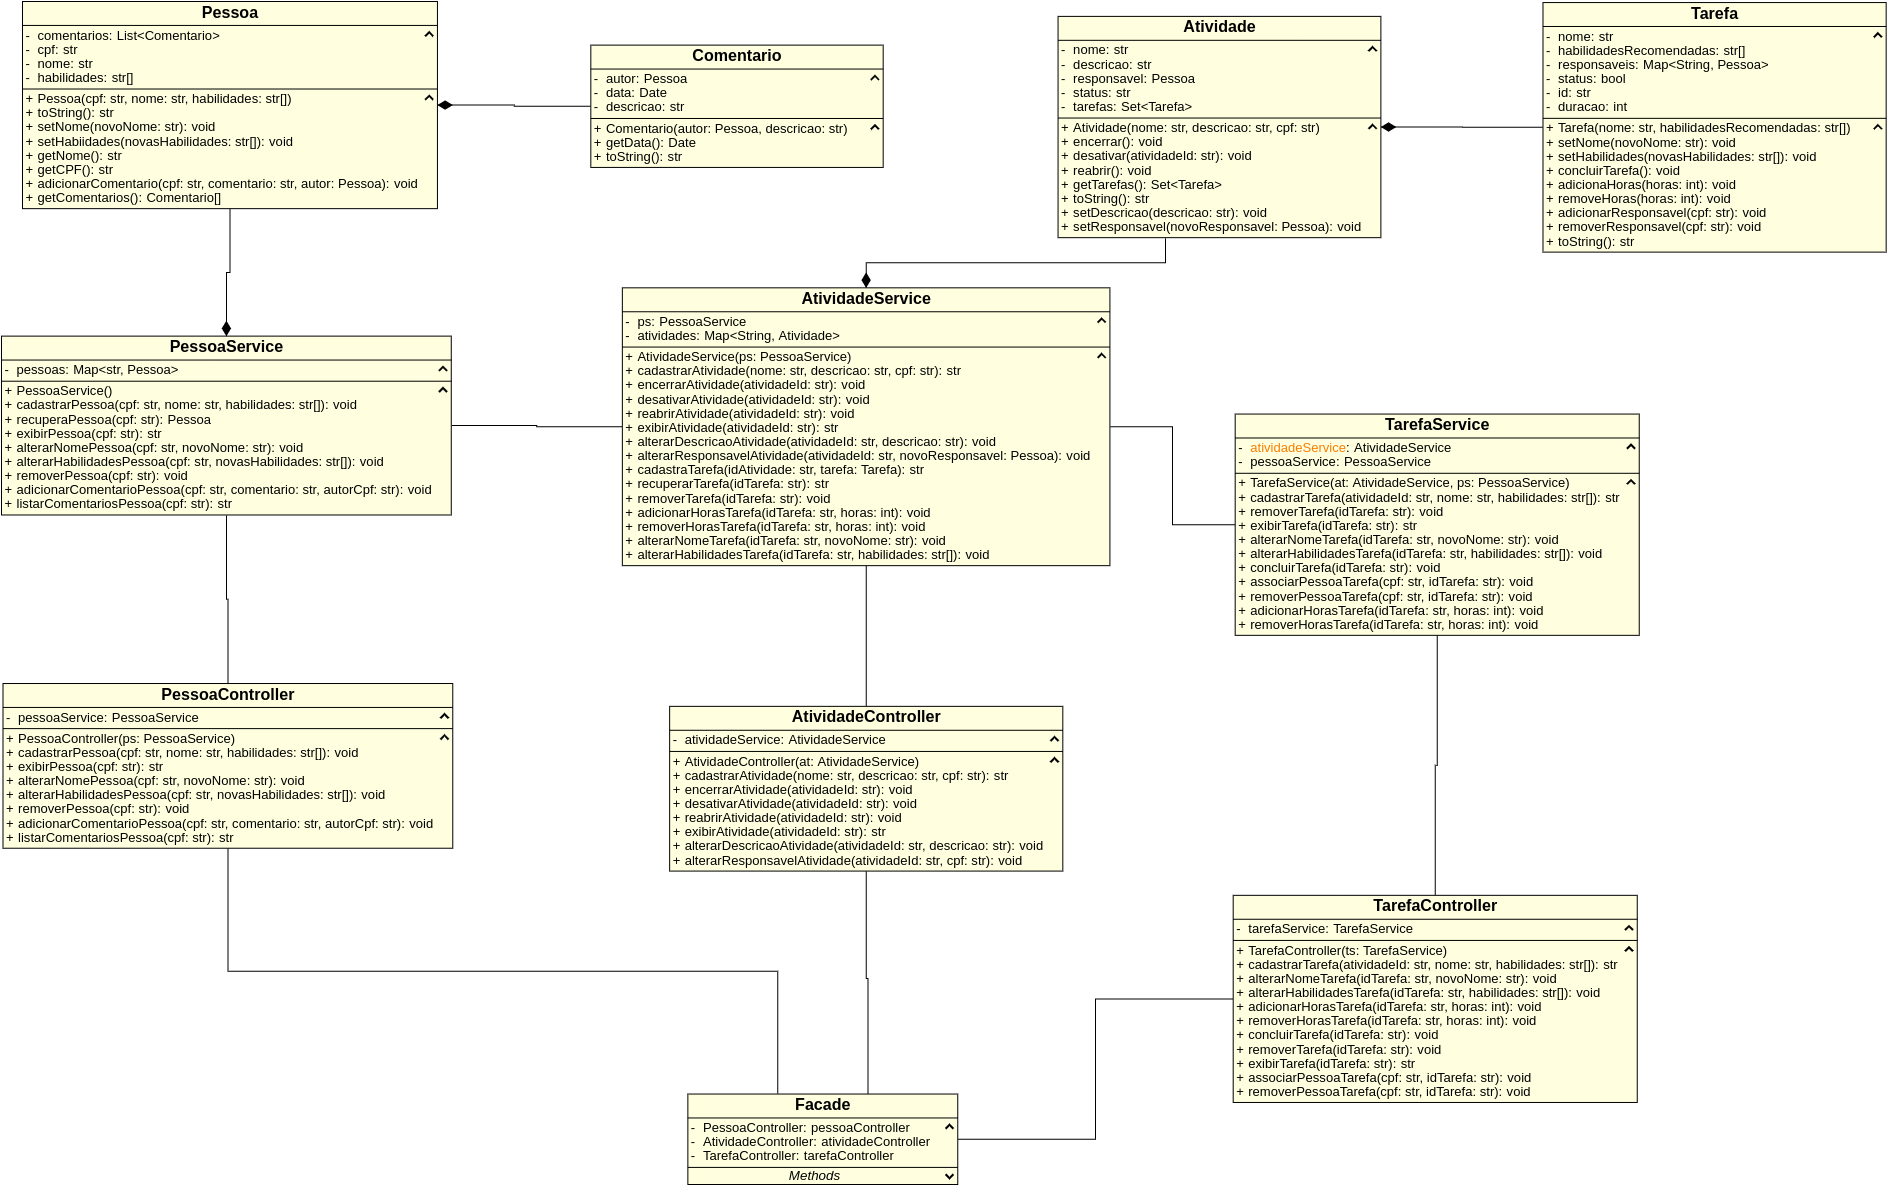 Pessoa
- comentarios: List<Comentario>
- cpf: str
- nome: str
- habilidades: str[]
+ Pessoa(cpf: str, nome: str, habilidades: str[])
+ toString(): str
+ setNome(novoNome: str): void
+ setHabiidades(novasHabilidades: str[]): void
+ getNome(): str
+ getCPF(): str
+ adicionarComentario(cpf: str, comentario: str, autor: Pessoa): void
+ getComentarios(): Comentario[]
Comentario
- autor: Pessoa
- data: Date
- descricao: str
+ Comentario(autor: Pessoa, descricao: str)
+ getData(): Date
+ toString(): str
Atividade
- nome: str
- descricao: str
- responsavel: Pessoa
- status: str
- tarefas: Set<Tarefa>
+ Atividade(nome: str, descricao: str, cpf: str)
+ encerrar(): void
+ desativar(atividadeId: str): void
+ reabrir(): void
+ getTarefas(): Set<Tarefa>
+ toString(): str
+ setDescricao(descricao: str): void
+ setResponsavel(novoResponsavel: Pessoa): void
Tarefa
- nome: str
- habilidadesRecomendadas: str[]
- responsaveis: Map<String, Pessoa>
- status: bool
- id: str
- duracao: int
+ Tarefa(nome: str, habilidadesRecomendadas: str[])
+ setNome(novoNome: str): void
+ setHabilidades(novasHabilidades: str[]): void
+ concluirTarefa(): void
+ adicionaHoras(horas: int): void
+ removeHoras(horas: int): void
+ adicionarResponsavel(cpf: str): void
+ removerResponsavel(cpf: str): void
+ toString(): str
PessoaService
- pessoas: Map<str, Pessoa>
+ PessoaService()
+ cadastrarPessoa(cpf: str, nome: str, habilidades: str[]): void
+ recuperaPessoa(cpf: str): Pessoa
+ exibirPessoa(cpf: str): str
+ alterarNomePessoa(cpf: str, novoNome: str): void
+ alterarHabilidadesPessoa(cpf: str, novasHabilidades: str[]): void
+ removerPessoa(cpf: str): void
+ adicionarComentarioPessoa(cpf: str, comentario: str, autorCpf: str): void
+ listarComentariosPessoa(cpf: str): str
AtividadeService
- ps: PessoaService
- atividades: Map<String, Atividade>
+ AtividadeService(ps: PessoaService)
+ cadastrarAtividade(nome: str, descricao: str, cpf: str): str
+ encerrarAtividade(atividadeId: str): void
+ desativarAtividade(atividadeId: str): void
+ reabrirAtividade(atividadeId: str): void
+ exibirAtividade(atividadeId: str): str
+ alterarDescricaoAtividade(atividadeId: str, descricao: str): void
+ alterarResponsavelAtividade(atividadeId: str, novoResponsavel: Pessoa): void
+ cadastraTarefa(idAtividade: str, tarefa: Tarefa): str
+ recuperarTarefa(idTarefa: str): str
+ removerTarefa(idTarefa: str): void
+ adicionarHorasTarefa(idTarefa: str, horas: int): void
+ removerHorasTarefa(idTarefa: str, horas: int): void
+ alterarNomeTarefa(idTarefa: str, novoNome: str): void
+ alterarHabilidadesTarefa(idTarefa: str, habilidades: str[]): void
TarefaService
- atividadeService: AtividadeService
- pessoaService: PessoaService
+ TarefaService(at: AtividadeService, ps: PessoaService)
+ cadastrarTarefa(atividadeId: str, nome: str, habilidades: str[]): str
+ removerTarefa(idTarefa: str): void
+ exibirTarefa(idTarefa: str): str
+ alterarNomeTarefa(idTarefa: str, novoNome: str): void
+ alterarHabilidadesTarefa(idTarefa: str, habilidades: str[]): void
+ concluirTarefa(idTarefa: str): void
+ associarPessoaTarefa(cpf: str, idTarefa: str): void
+ removerPessoaTarefa(cpf: str, idTarefa: str): void
+ adicionarHorasTarefa(idTarefa: str, horas: int): void
+ removerHorasTarefa(idTarefa: str, horas: int): void
PessoaController
- pessoaService: PessoaService
+ PessoaController(ps: PessoaService)
+ cadastrarPessoa(cpf: str, nome: str, habilidades: str[]): void
+ exibirPessoa(cpf: str): str
+ alterarNomePessoa(cpf: str, novoNome: str): void
+ alterarHabilidadesPessoa(cpf: str, novasHabilidades: str[]): void
+ removerPessoa(cpf: str): void
+ adicionarComentarioPessoa(cpf: str, comentario: str, autorCpf: str): void
+ listarComentariosPessoa(cpf: str): str
AtividadeController
- atividadeService: AtividadeService
+ AtividadeController(at: AtividadeService)
+ cadastrarAtividade(nome: str, descricao: str, cpf: str): str
+ encerrarAtividade(atividadeId: str): void
+ desativarAtividade(atividadeId: str): void
+ reabrirAtividade(atividadeId: str): void
+ exibirAtividade(atividadeId: str): str
+ alterarDescricaoAtividade(atividadeId: str, descricao: str): void
+ alterarResponsavelAtividade(atividadeId: str, cpf: str): void
TarefaController
- tarefaService: TarefaService
+ TarefaController(ts: TarefaService)
+ cadastrarTarefa(atividadeId: str, nome: str, habilidades: str[]): str
+ alterarNomeTarefa(idTarefa: str, novoNome: str): void
+ alterarHabilidadesTarefa(idTarefa: str, habilidades: str[]): void
+ adicionarHorasTarefa(idTarefa: str, horas: int): void
+ removerHorasTarefa(idTarefa: str, horas: int): void
+ concluirTarefa(idTarefa: str): void
+ removerTarefa(idTarefa: str): void
+ exibirTarefa(idTarefa: str): str
+ associarPessoaTarefa(cpf: str, idTarefa: str): void
+ removerPessoaTarefa(cpf: str, idTarefa: str): void
Facade
- PessoaController: pessoaController
- AtividadeController: atividadeController
- TarefaController: tarefaController
Methods